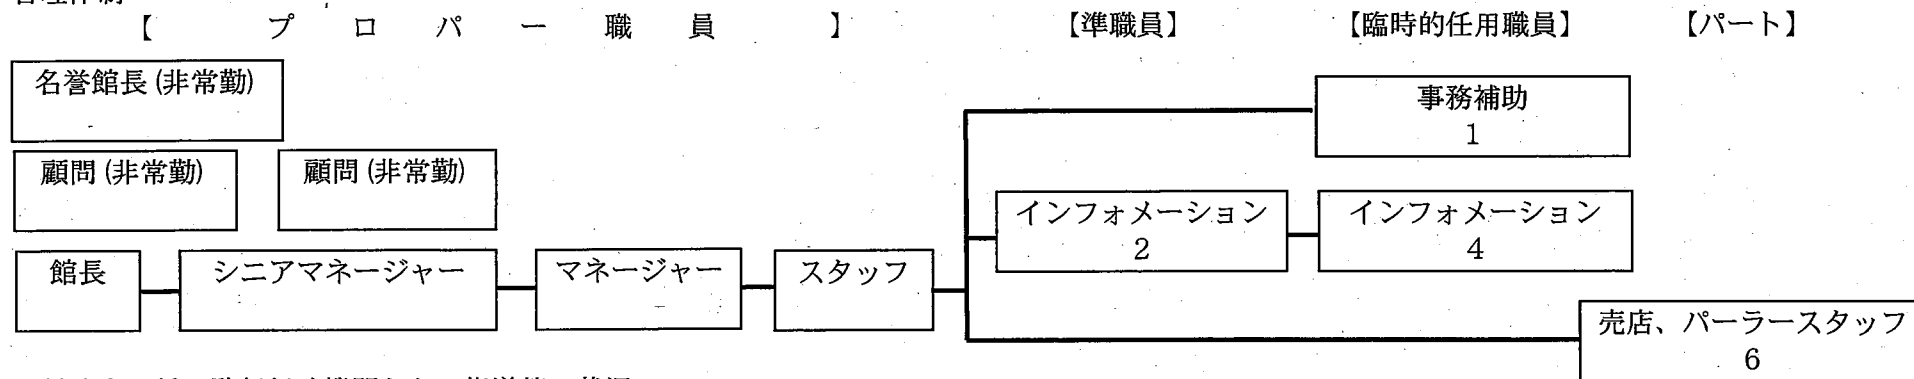 【 プ ロ パ ー 職 員 】 【準職員】 【臨時的任用職員】 【パート】
名誉館長(非常勤)
事務補助
1
顧問(非常勤) 顧問(非常勤)
インフォメーション インフォメーション
2 4
館長 シニアマネージャー マネージャー スタッフ
売店、パーラースタッフ
6